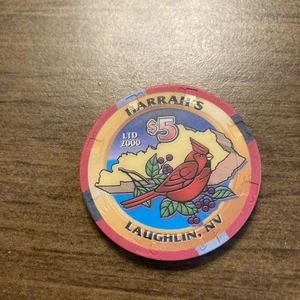 HARRAH'S
LTD
2000
$5
LAUGHLIN, NV